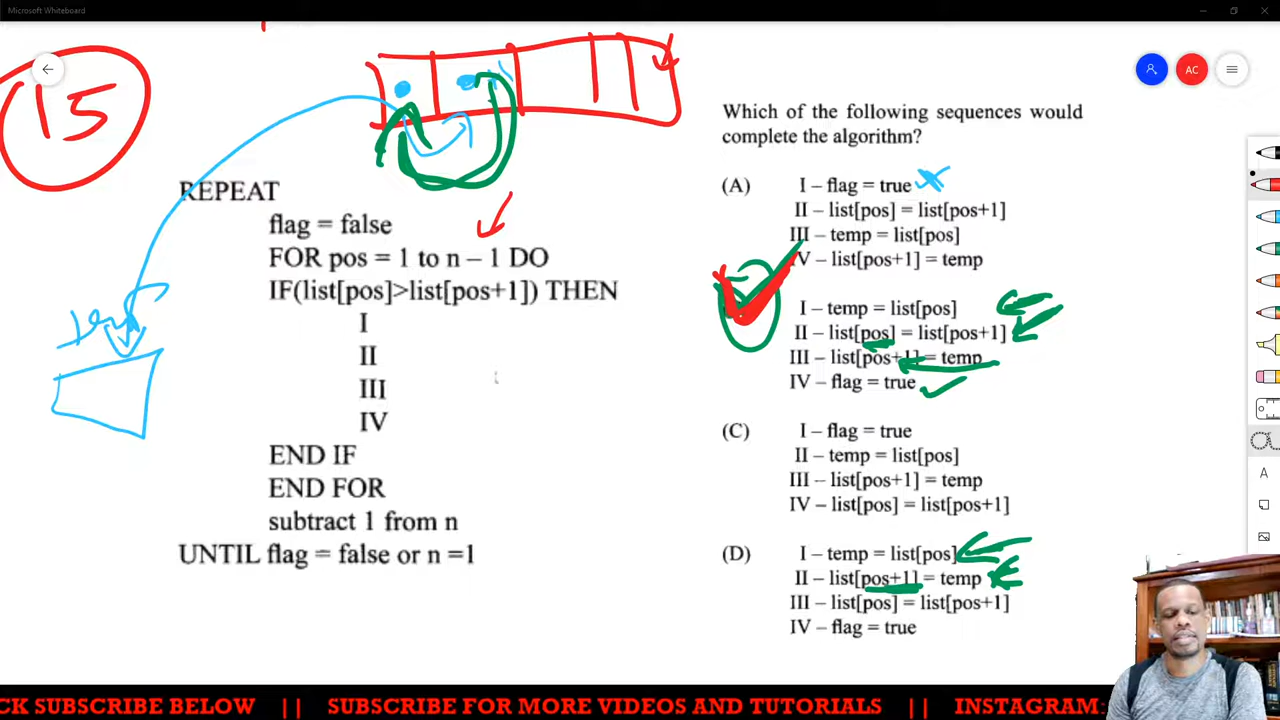 Microsoft Whiteboard
15
AC
REPEAT
flag = false
FOR pos = 1 to n – 1 DO
IF(list[pos]>list[pos+1]) THEN
I
II
III
IV
END IF
END FOR
subtract 1 from n
UNTIL flag = false or n =1
Which of the following sequences would
complete the algorithm?
(A) I – flag = true
II – list[pos] = list[pos+1]
III – temp = list[pos]
IV – list[pos+1] = temp
I – temp = list[pos]
II – list[pos] = list[pos+1]
III – list[pos+1] = temp
IV – flag = true
(C) I – flag = true
II – temp = list[pos]
III – list[pos+1] = temp
IV – list[pos] = list[pos+1]
(D) I – temp = list[pos]
II – list[pos+1] = temp
III – list[pos] = list[pos+1]
IV – flag = true
A
CK SUBSCRIBE BELOW || SUBSCRIBE FOR MORE VIDEOS AND TUTORIALS || INSTAGRAM: